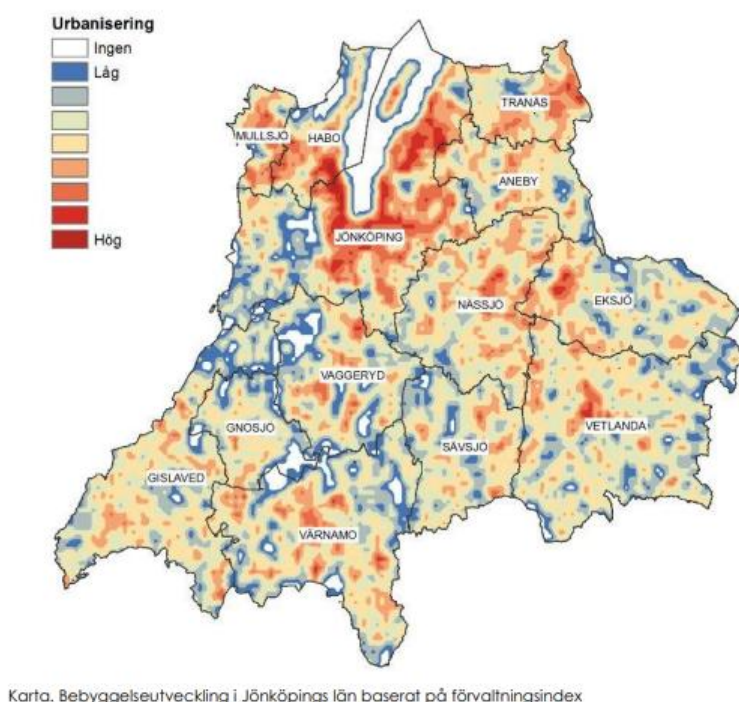 Urbanisering
Ingen
Låg
Hög
TRANÅS
MULLSJÖ
HABO
ANEBY
JÖNKÖPING
NÄSSJÖ
EKSJÖ
VAGGERYD
GNOSJÖ
VETLANDA
SÄVSJÖ
GISLAVED
VÄRNAMO
Karta. Bebyggelseutveckling i Jönköpings län baserat på förvaltningsindex